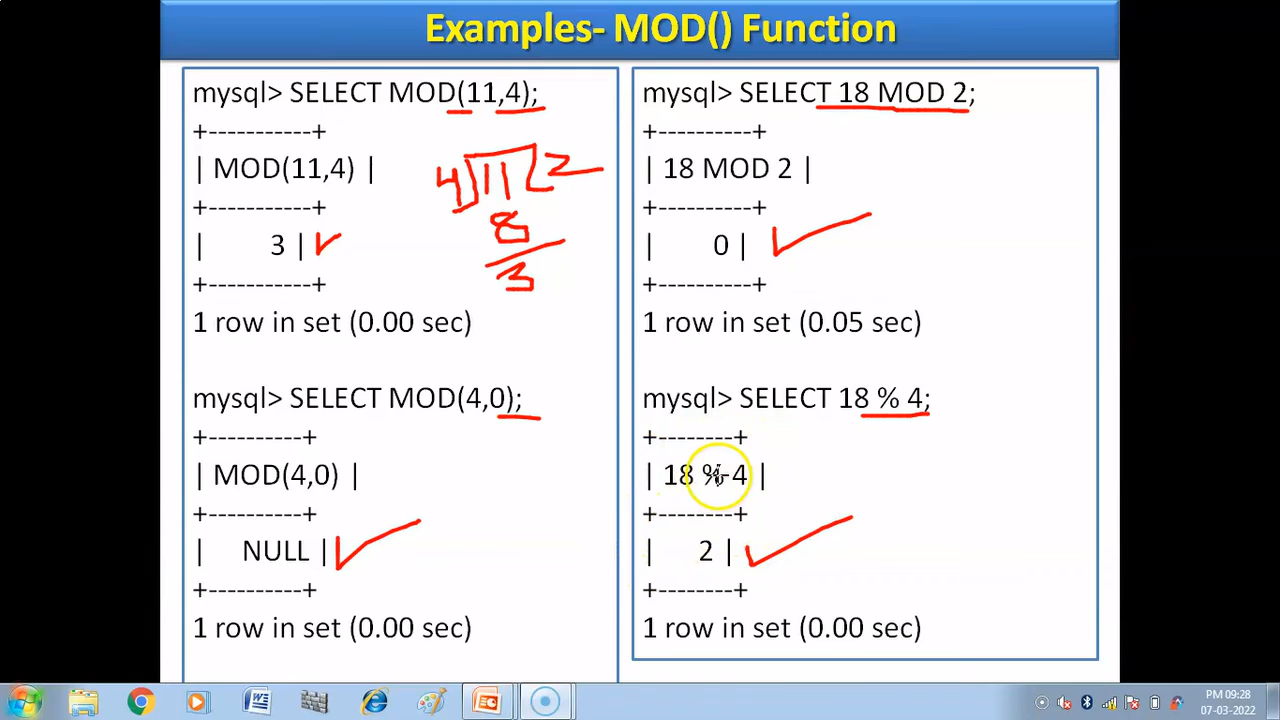 Examples- MOD() Function
mysql> SELECT MOD(11,4);
+-----------+
| MOD(11,4) |
+-----------+
| 3 |
+-----------+
1 row in set (0.00 sec)
4 11 2
8
3
mysql> SELECT MOD(4,0);
+----------+
| MOD(4,0) |
+----------+
| NULL |
+----------+
1 row in set (0.00 sec)
mysql> SELECT 18 MOD 2;
+----------+
| 18 MOD 2 |
+----------+
| 0 |
+----------+
1 row in set (0.05 sec)
mysql> SELECT 18 % 4;
+--------+
| 18 % 4 |
+--------+
| 2 |
+--------+
1 row in set (0.00 sec)
PM 09:28
07-03-2022